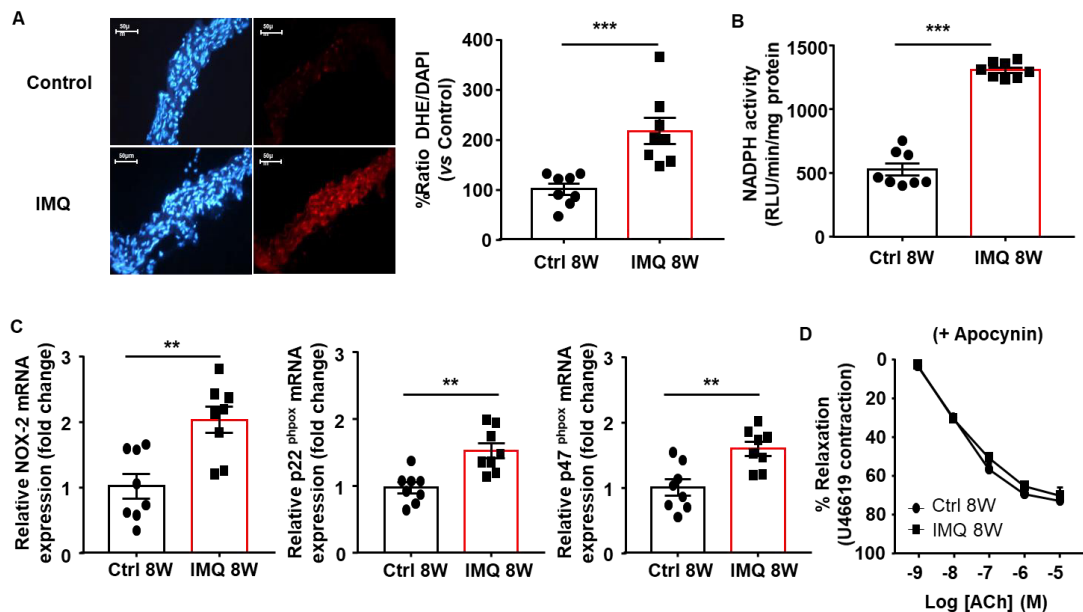 A
50µ
m
50µ
Control
50µm
50µ
IMQ
%Ratio DHE/DAPI
(vs Control)
400
300
200
100
0
***
Ctrl 8W
IMQ 8W
B
NADPH activity
(RLU/min/mg protein)
1500
1000
500
0
***
Ctrl 8W
IMQ 8W
C
Relative NOX-2 mRNA
expression (fold change)
3
2
1
0
**
Ctrl 8W
IMQ 8W
Relative p22 phpox mRNA
expression (fold change)
3
2
1
0
**
Ctrl 8W
IMQ 8W
Relative p47 phpox mRNA
expression (fold change)
3
2
1
0
**
Ctrl 8W
IMQ 8W
D
(+ Apocynin)
% Relaxation
(U46619 contraction)
0
20
40
60
80
100
Ctrl 8W
IMQ 8W
-9 -8 -7 -6 -5
Log [ACh] (M)